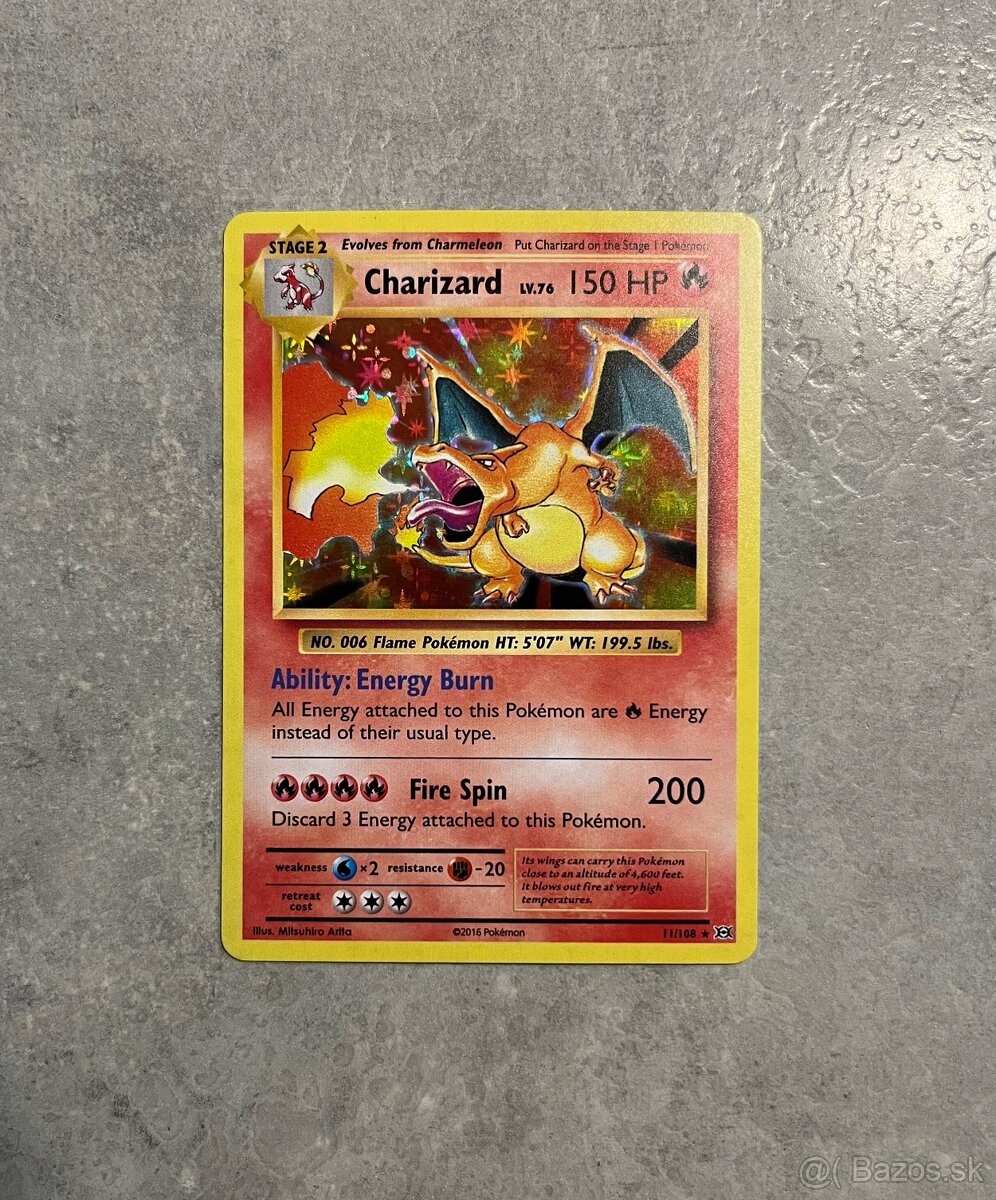 STAGE 2 Evolves from Charmeleon Put Charizard on the Stage 1 Pokémon
Charizard LV.76 150 HP
NO. 006 Flame Pokémon HT: 5'07" WT: 199.5 lbs.
Ability: Energy Burn
All Energy attached to this Pokémon are Energy
instead of their usual type.
Fire Spin 200
Discard 3 Energy attached to this Pokémon.
weakness ×2 resistance -20
retreat
cost
Its wings can carry this Pokémon
close to an altitude of 4,600 feet.
It blows out fire at very high
temperatures.
Illus. Mitsuhiro Arita ©2016 Pokémon 11/108 ★
@( Bazos.sk